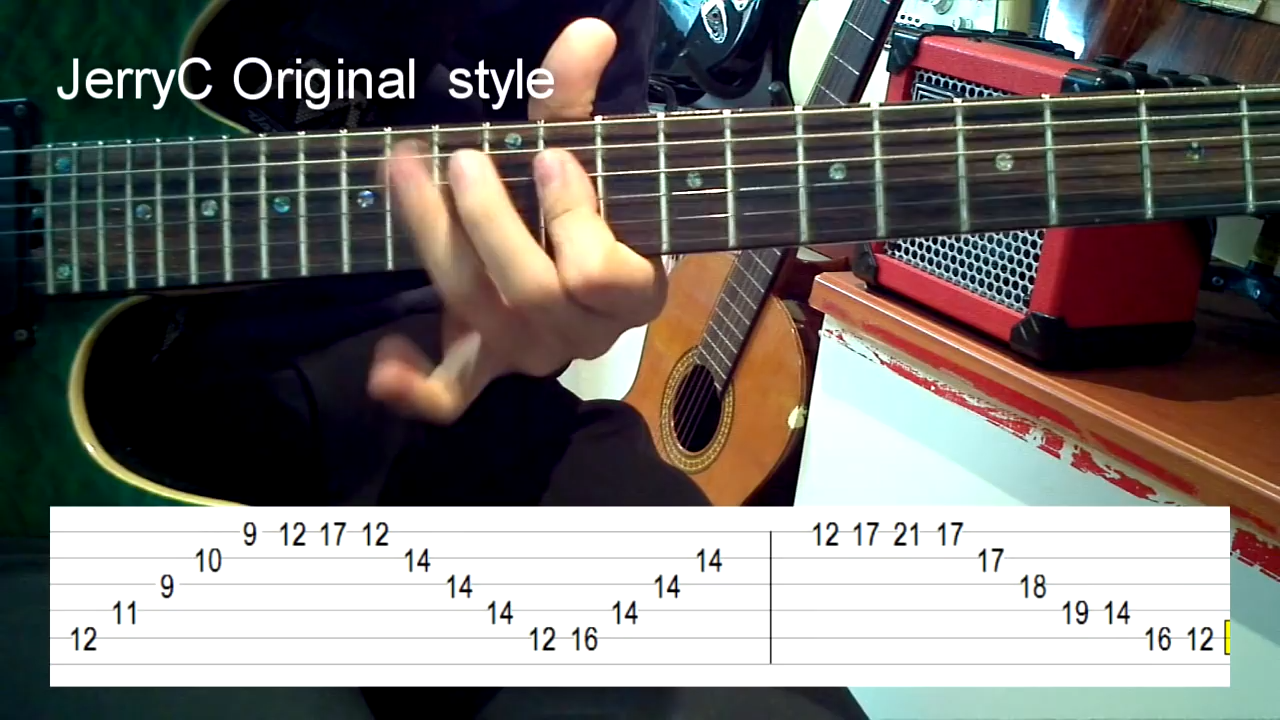 JerryC Original style
9 12 17 12 12 17 21 17
10 14 14 17
9 14 14 18
11 14 14 19 14
12 12 16 16 12